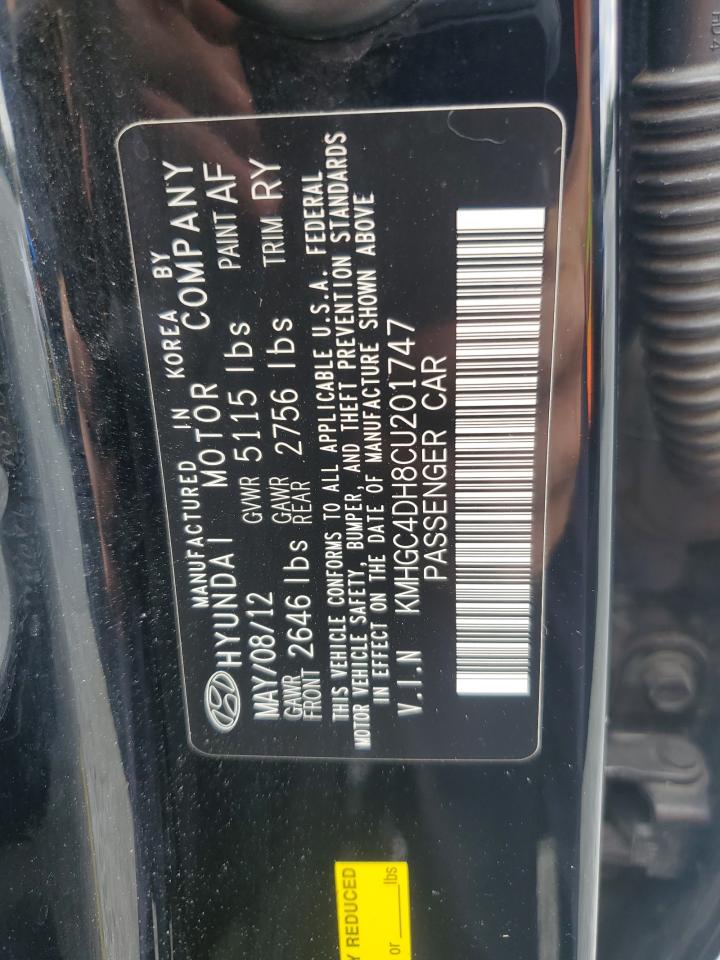 MANUFACTURED IN KOREA BY
HYUNDAI MOTOR COMPANY
MAY/08/12 GVWR 5115 lbs PAINT AF
GAWR FRONT 2646 lbs GAWR REAR 2756 lbs TRIM RY
THIS VEHICLE CONFORMS TO ALL APPLICABLE U.S.A. FEDERAL
MOTOR VEHICLE SAFETY, BUMPER, AND THEFT PREVENTION STANDARDS
IN EFFECT ON THE DATE OF MANUFACTURE SHOWN ABOVE
V.I.N KMHGC4DH8CU201747
PASSENGER CAR
Y REDUCED
or ____lbs